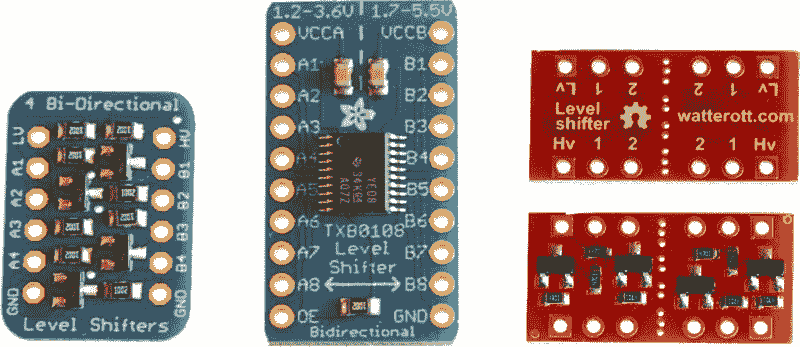 4 Bi-Directional
LV HV
A1 B1
A2 B2
A3 B3
A4 B4
GND GND
Level Shifters
1.2-3.6V 1.7-5.5V
VCCA VCCB
A1 B1
A2 B2
A3 B3
A4 B4
A5 B5
A6 B6
TXB0108
A7 B7
Level
Shifter
A8 B8
OE GND
Bidirectional
YE08
Lv 1 2 2 1 Lv
Level
shifter
watterott.com
Hv 1 2 2 1 Hv